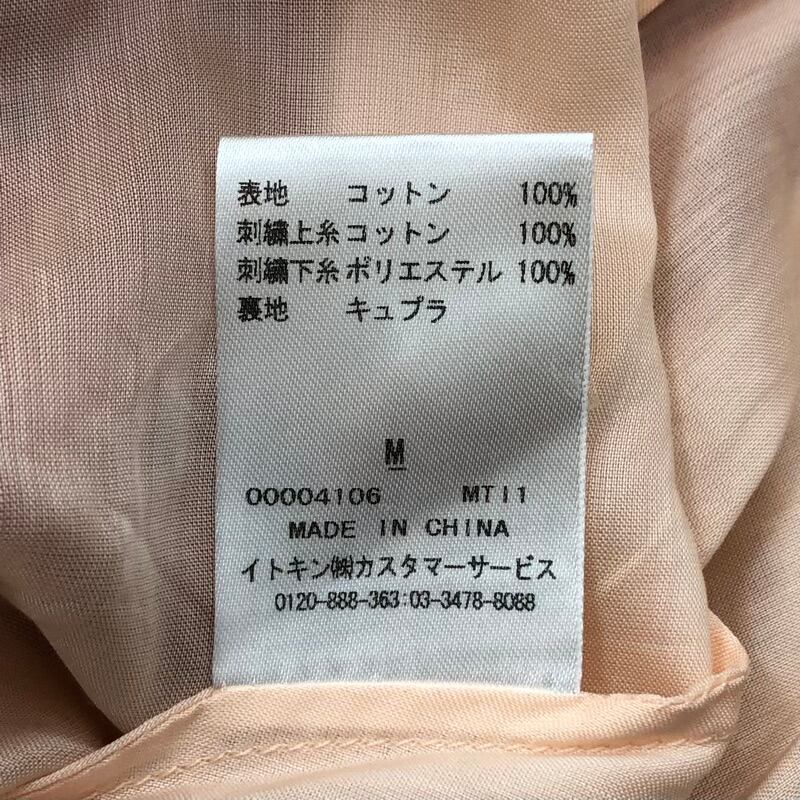 表地 コットン 100%
刺繍上糸 コットン 100%
刺繍下糸 ポリエステル 100%
裏地 キュプラ
M
00004106 MTI1
MADE IN CHINA
イトキン㈱カスタマーサービス
0120-888-363:03-3478-8088